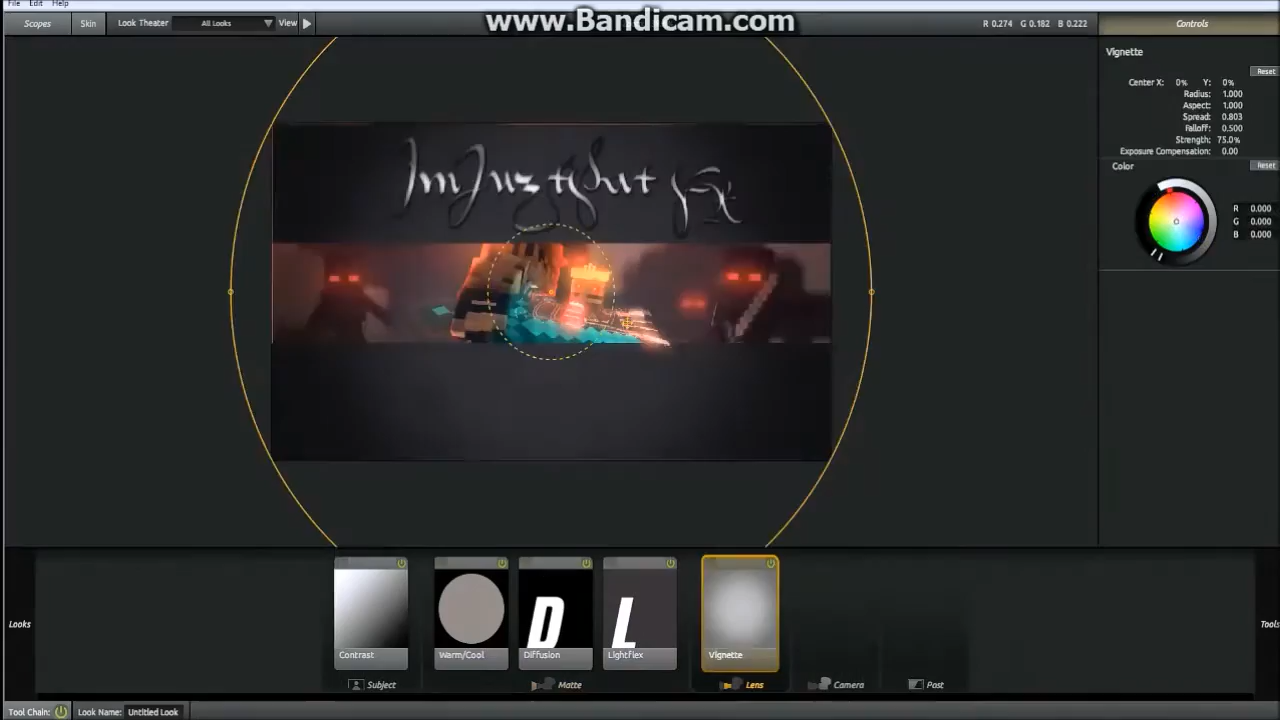 File Edit Help
www.Bandicam.com
Scopes Skin Look Theater All Looks View R 0.274 G 0.182 B 0.222 Controls
Vignette
Reset
Center X: 0% Y: 0%
Radius: 1.000
Aspect: 1.000
Spread: 0.803
Falloff: 0.500
Strength: 75.0%
Exposure Compensation: 0.00
Color Reset
R 0.000
G 0.000
B 0.000
D L
Looks Tools
Contrast Warm/Cool Diffusion Lightflex Vignette
Subject Matte Lens Camera Post
Tool Chain: Look Name: Untitled Look